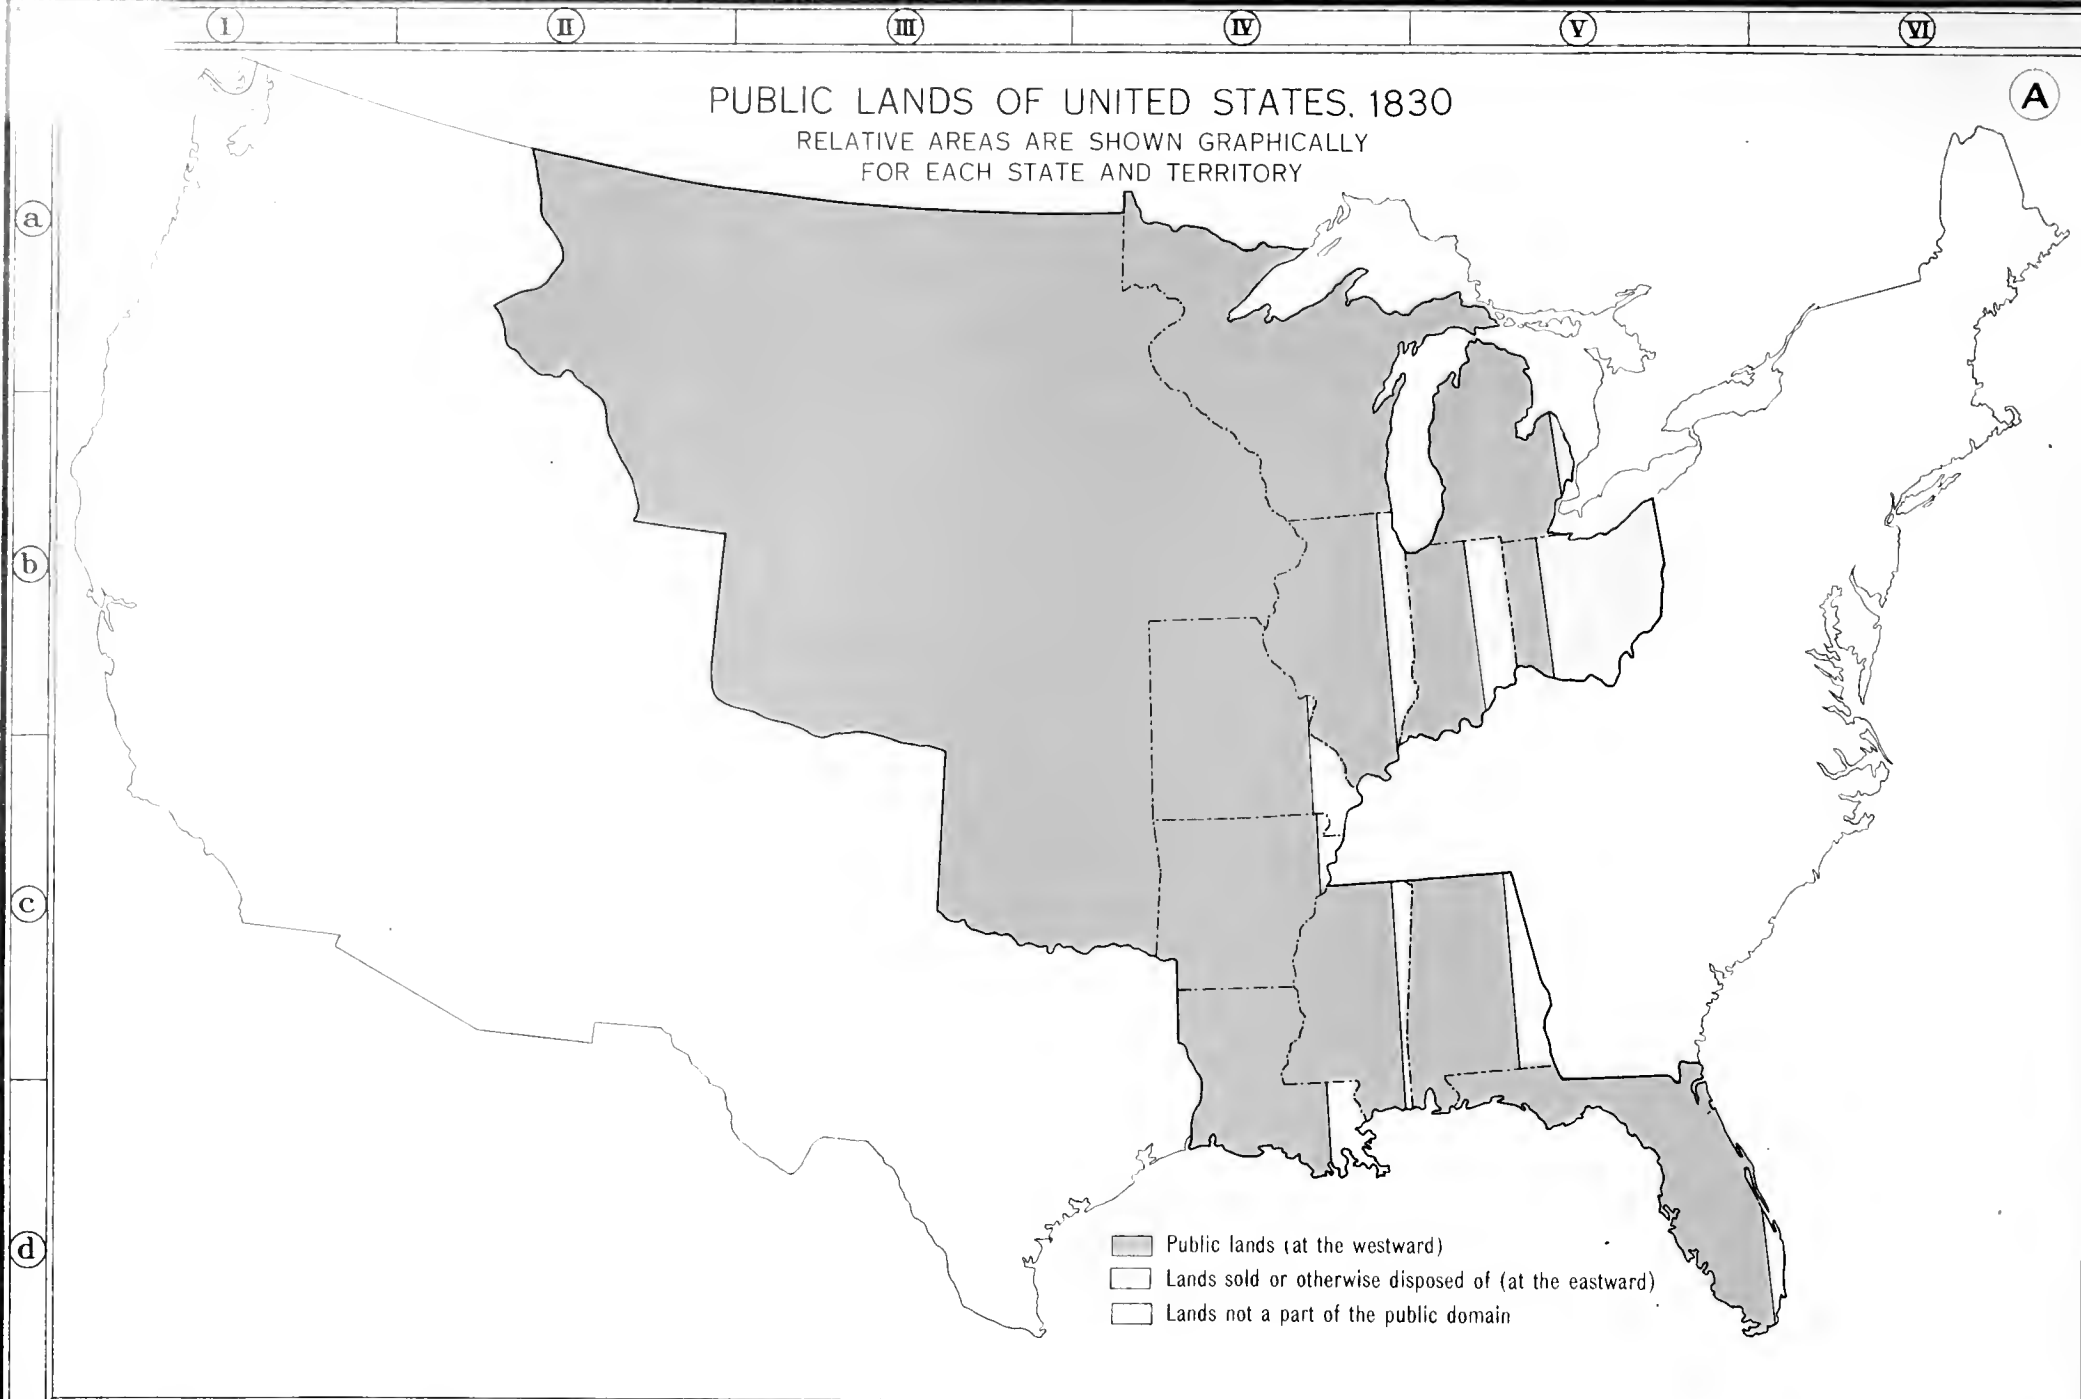 I II III IV V VI
A
PUBLIC LANDS OF UNITED STATES, 1830
RELATIVE AREAS ARE SHOWN GRAPHICALLY
FOR EACH STATE AND TERRITORY
a
b
c
d
Public lands (at the westward)
Lands sold or otherwise disposed of (at the eastward)
Lands not a part of the public domain